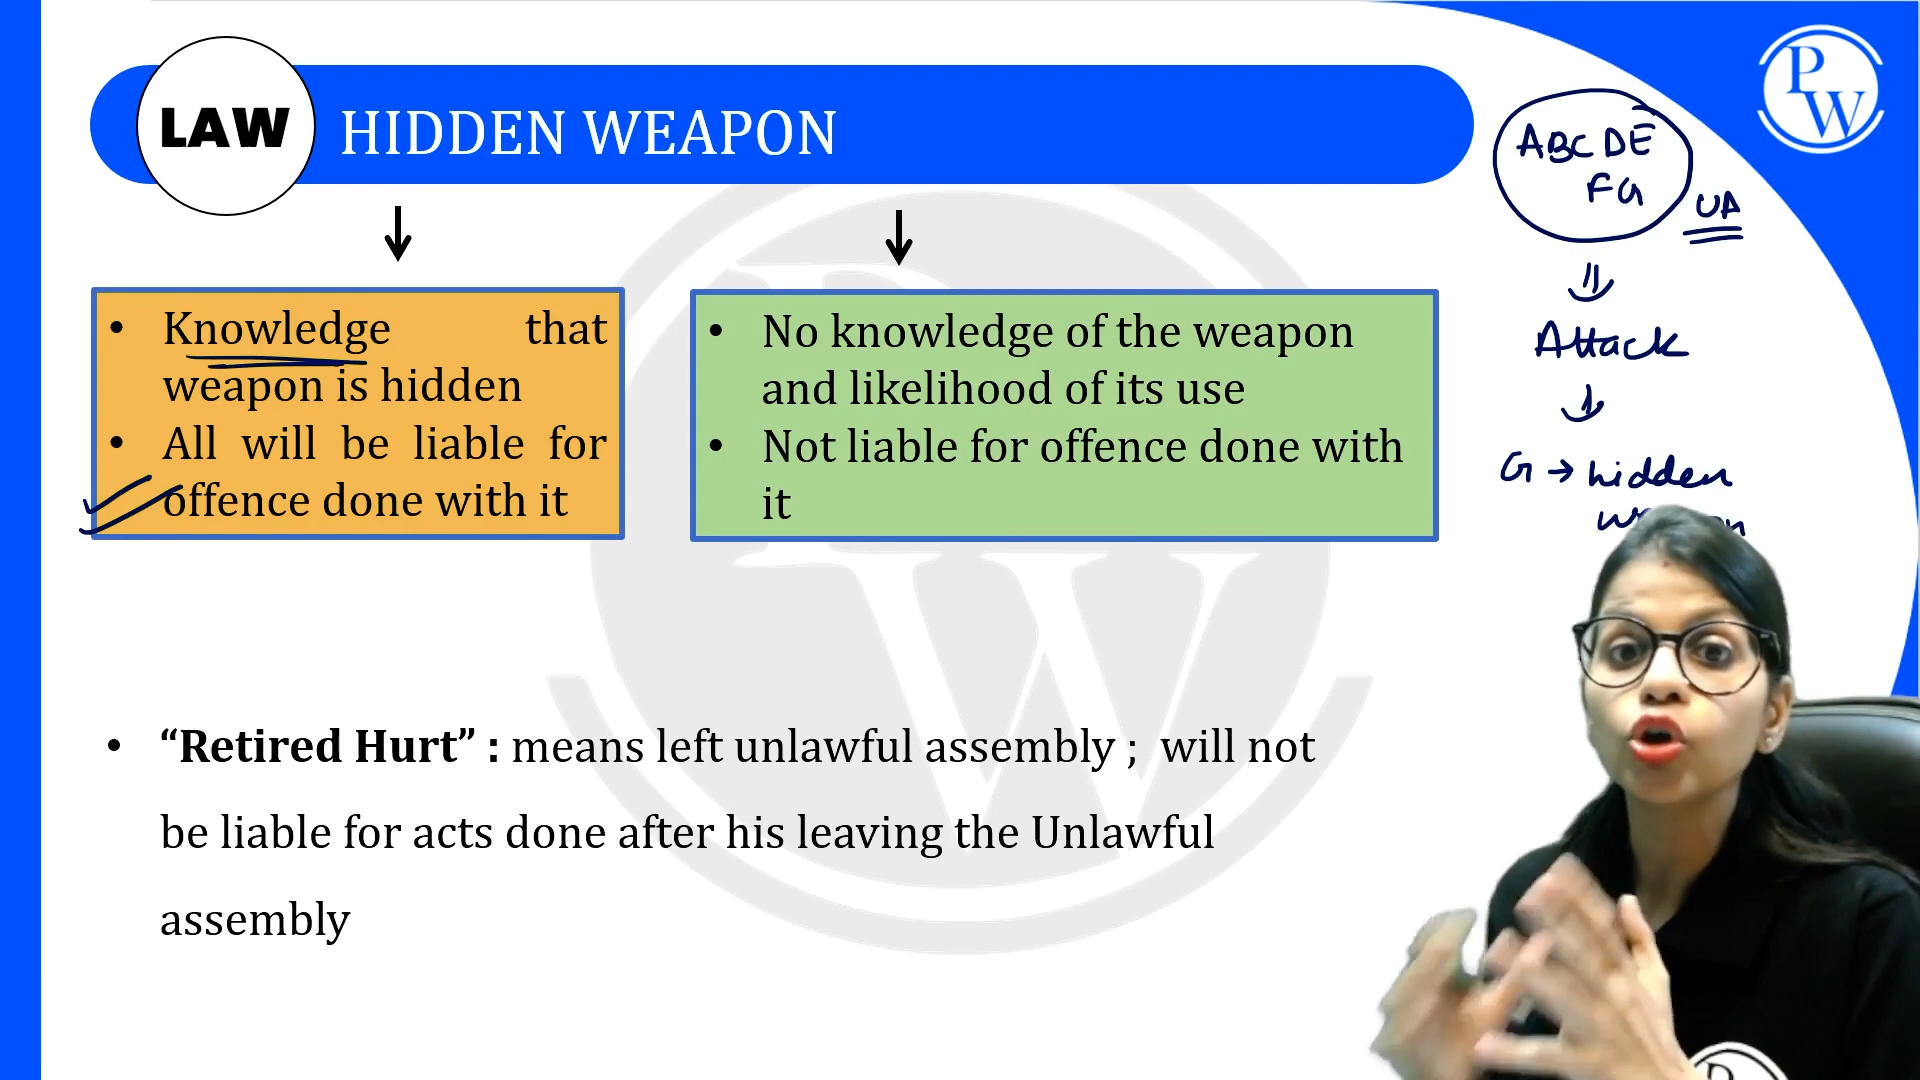 LAW
HIDDEN WEAPON
PW
• Knowledge that
weapon is hidden
• All will be liable for
offence done with it
• No knowledge of the weapon
and likelihood of its use
• Not liable for offence done with
it
ABCDE
FG
UA
Attack
G → hidden
• “Retired Hurt” : means left unlawful assembly ; will not
be liable for acts done after his leaving the Unlawful
assembly